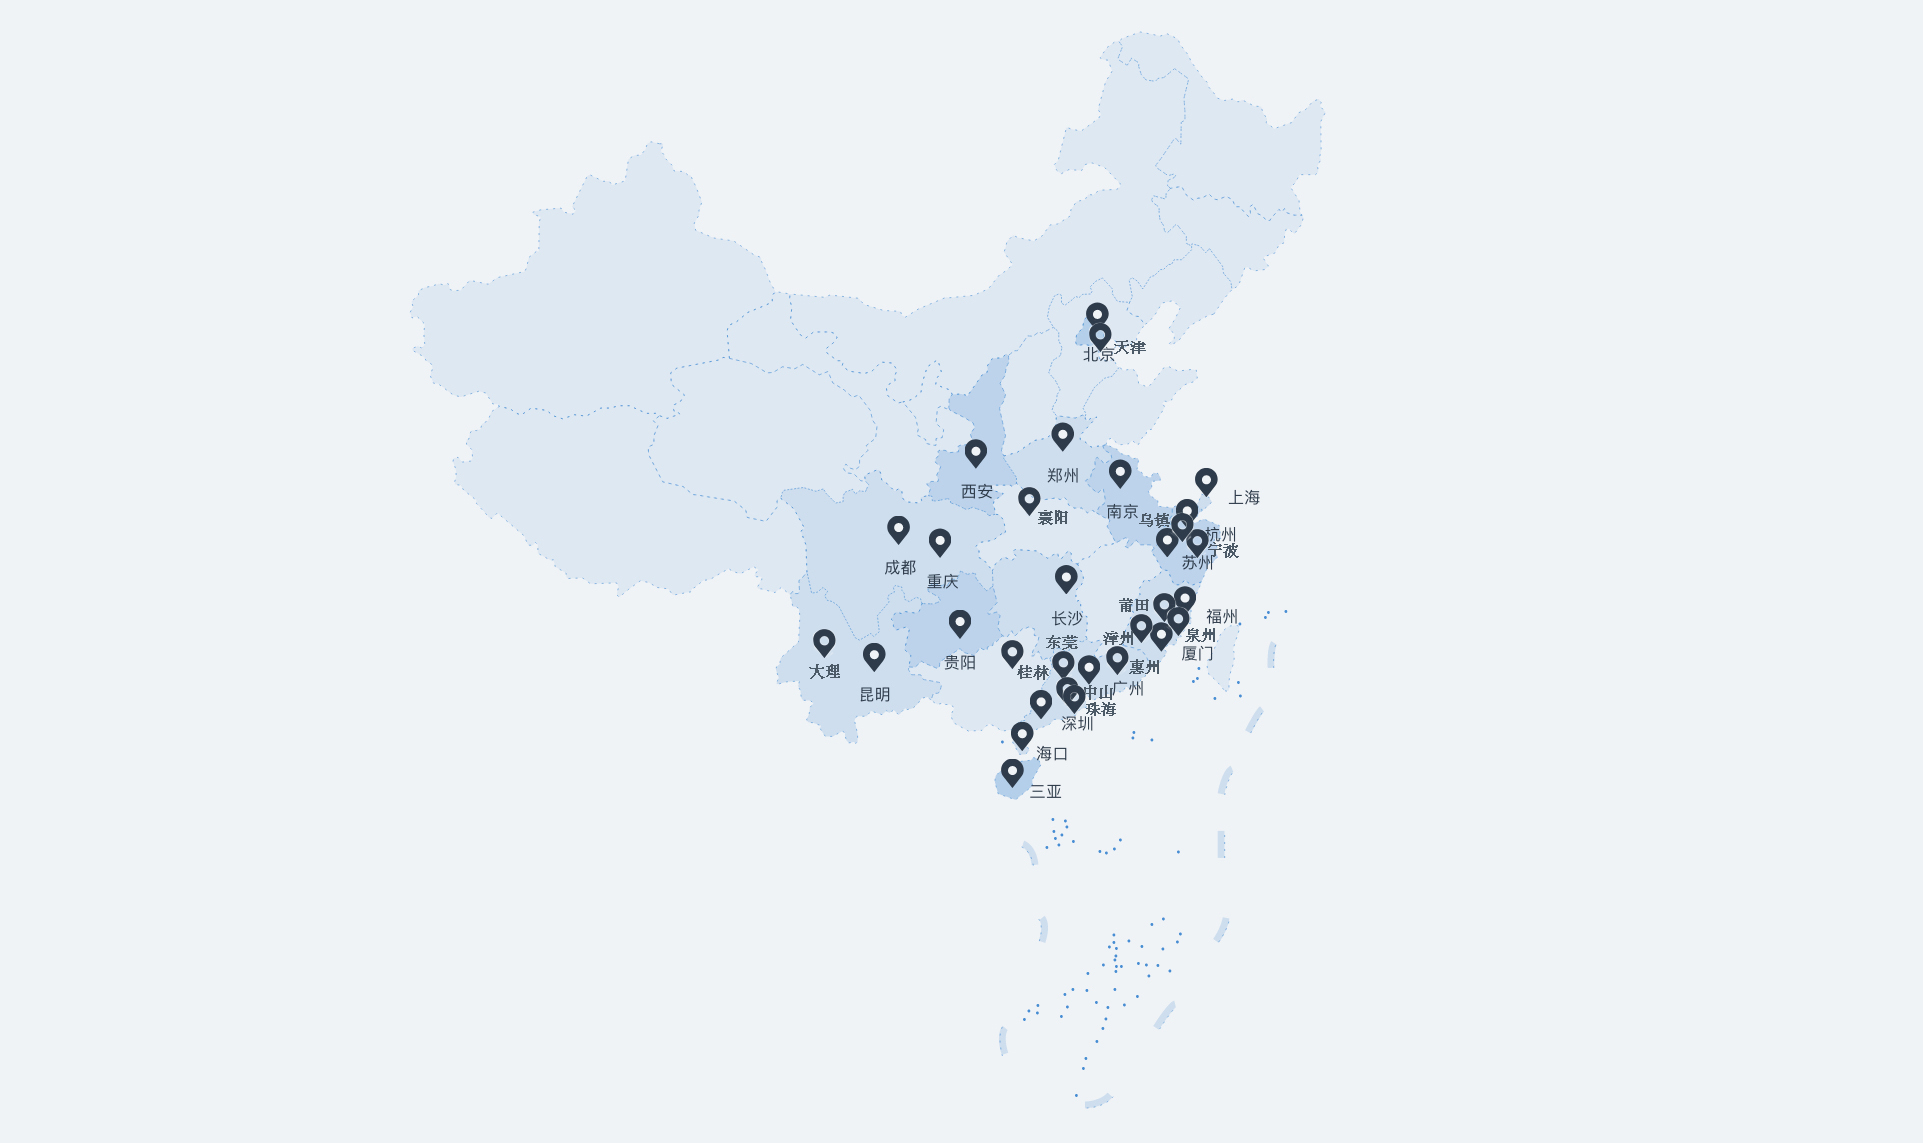 天津
北京
郑州
西安
上海
南京
襄阳
乌镇
杭州
宁波
苏州
成都
重庆
莆田
福州
长沙
泉州
漳州
东莞
厦门
贵阳
惠州
大理
桂林
广州
中山
昆明
珠海
深圳
海口
三亚